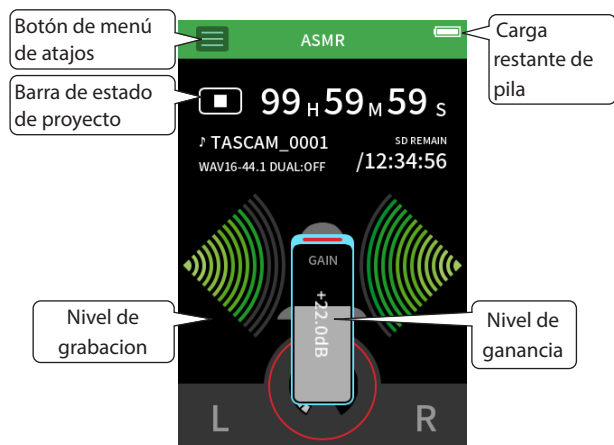 Botón de menú
de atajos
ASMR
Carga
restante de
pila
Barra de estado
de proyecto
99 H 59 M 59 S
♪ TASCAM_0001
SD REMAIN
WAV16-44.1 DUAL:OFF
/12:34:56
GAIN
+22.0dB
Nivel de
grabacion
Nivel de
ganancia
L
R